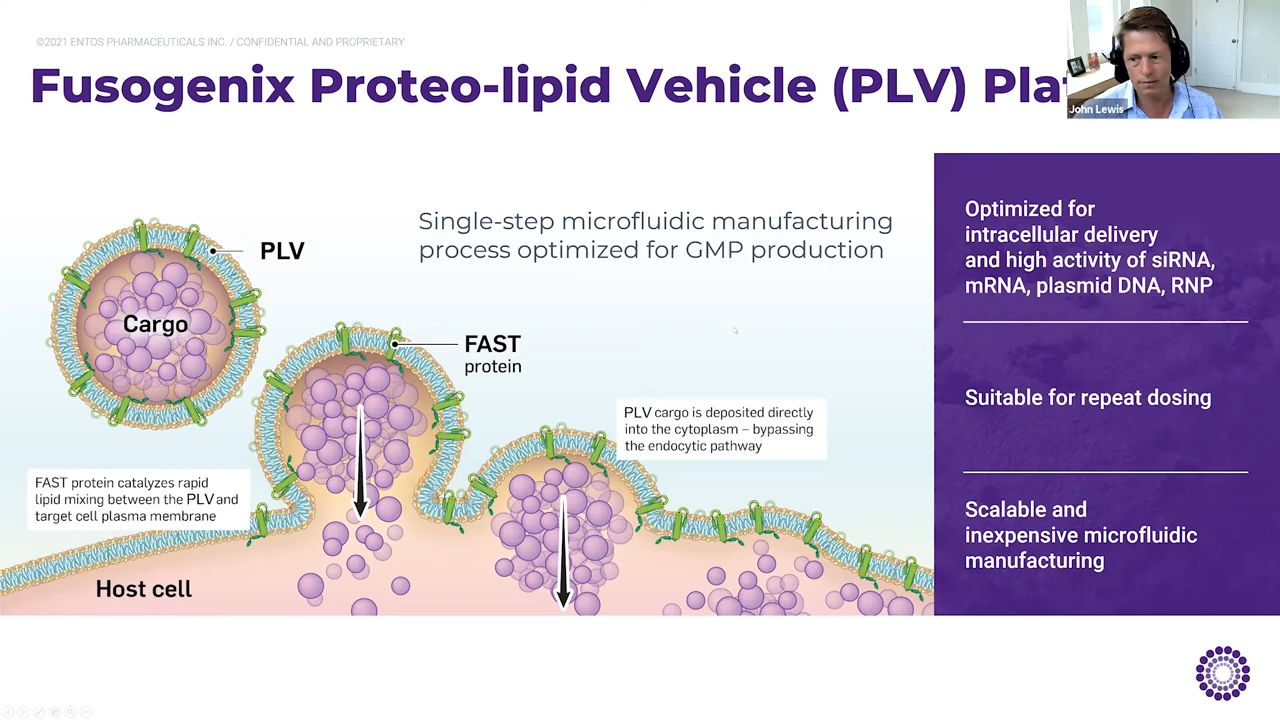 ©2021 ENTOS PHARMACEUTICALS INC. / CONFIDENTIAL AND PROPRIETARY
Fusogenix Proteo-lipid Vehicle (PLV) Pla
John Lewis
Single-step microfluidic manufacturing
process optimized for GMP production
PLV
Cargo
FAST
protein
PLV cargo is deposited directly
into the cytoplasm – bypassing
the endocytic pathway
FAST protein catalyzes rapid
lipid mixing between the PLV and
target cell plasma membrane
Host cell
Optimized for
intracellular delivery
and high activity of siRNA,
mRNA, plasmid DNA, RNP
Suitable for repeat dosing
Scalable and
inexpensive microfluidic
manufacturing